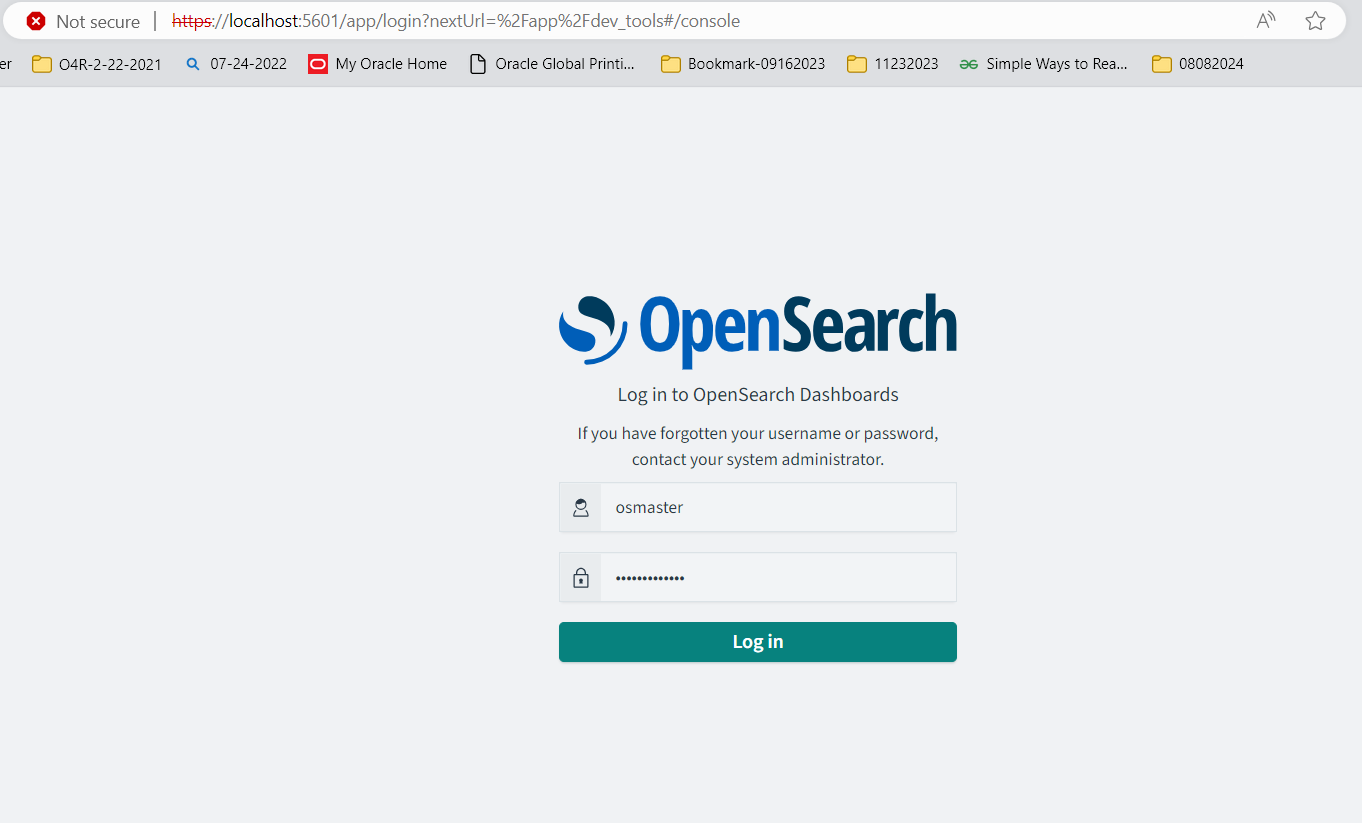 Not secure | https://localhost:5601/app/login?nextUrl=%2Fapp%2Fdev_tools#/console
er O4R-2-22-2021 07-24-2022 My Oracle Home Oracle Global Printi... Bookmark-09162023 11232023 Simple Ways to Rea... 08082024
OpenSearch
Log in to OpenSearch Dashboards
If you have forgotten your username or password,
contact your system administrator.
osmaster
•••••••••••••
Log in